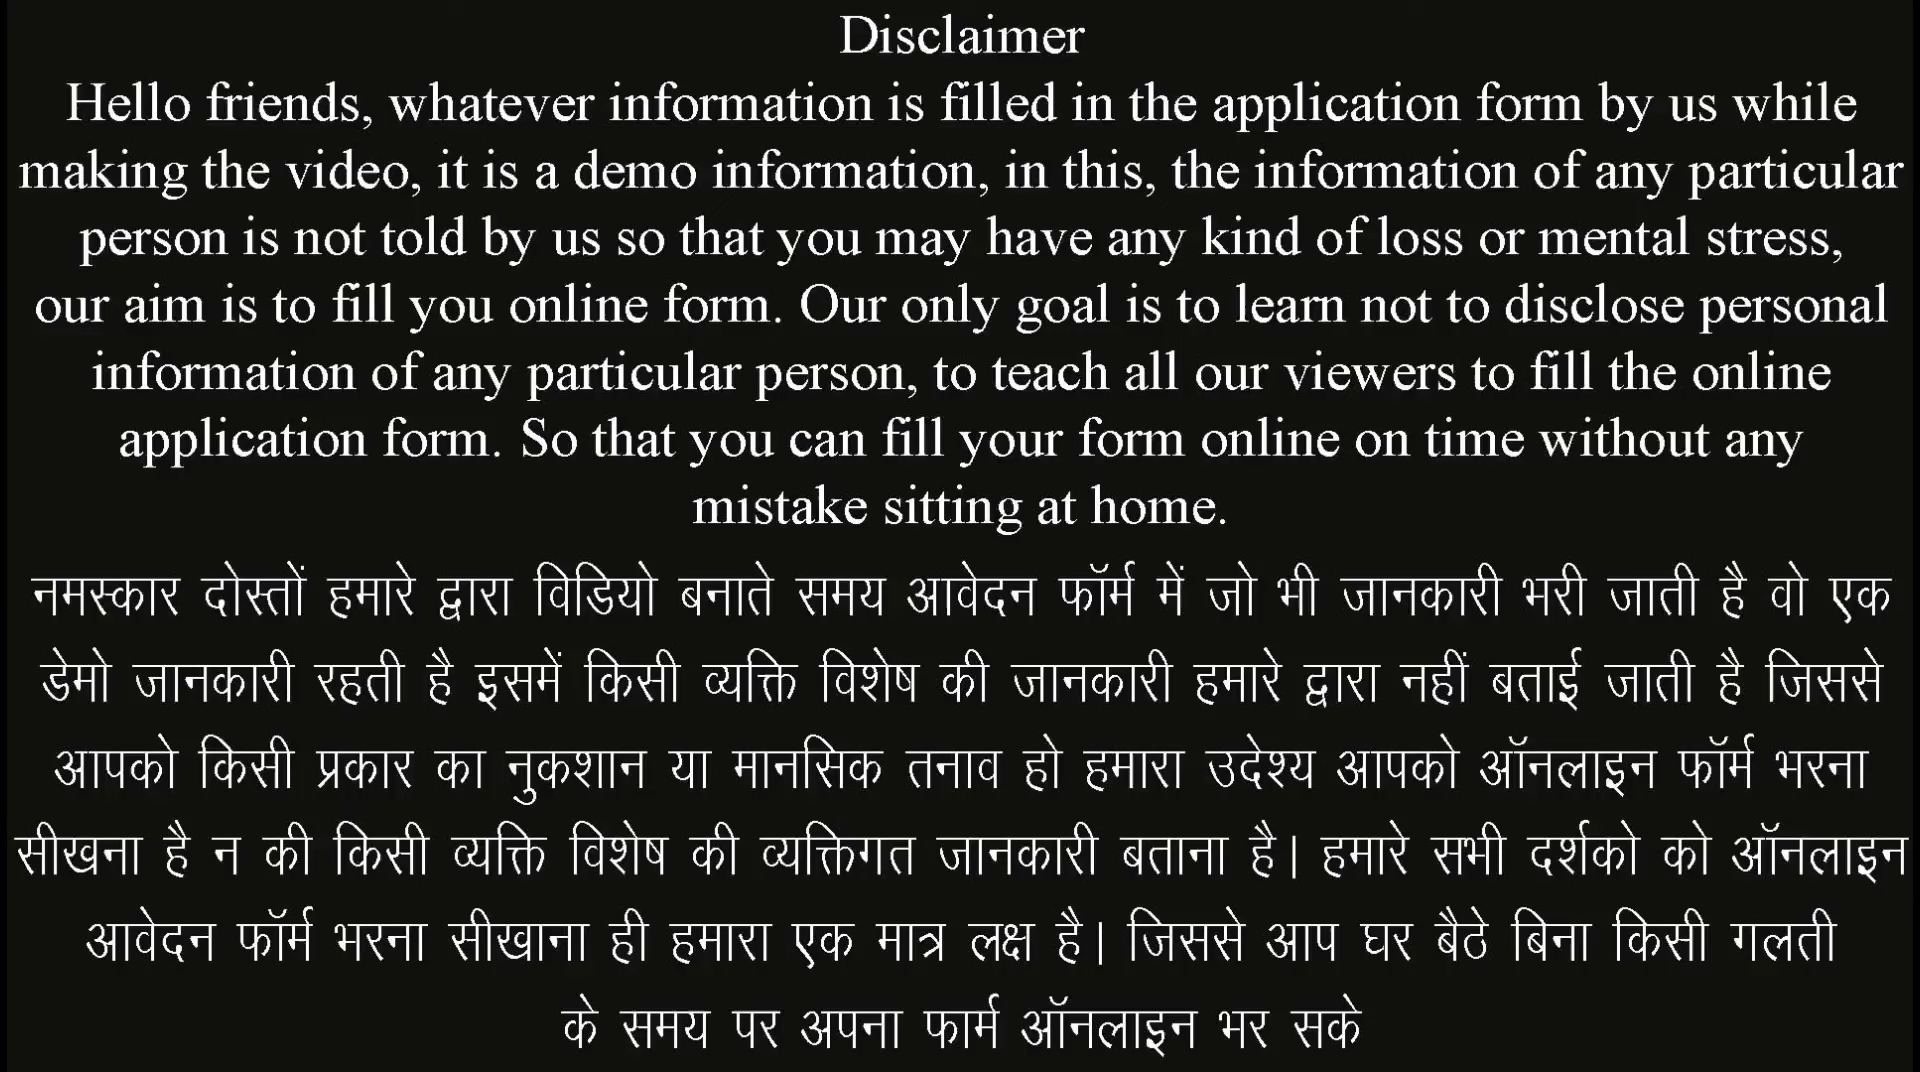 Disclaimer
Hello friends, whatever information is filled in the application form by us while
making the video, it is a demo information, in this, the information of any particular
person is not told by us so that you may have any kind of loss or mental stress,
our aim is to fill you online form. Our only goal is to learn not to disclose personal
information of any particular person, to teach all our viewers to fill the online
application form. So that you can fill your form online on time without any
mistake sitting at home.
नमस्कार दोस्तों हमारे द्वारा विडियो बनाते समय आवेदन फॉर्म में जो भी जानकारी भरी जाती है वो एक
डेमो जानकारी रहती है इसमें किसी व्यक्ति विशेष की जानकारी हमारे द्वारा नहीं बताई जाती है जिससे
आपको किसी प्रकार का नुकशान या मानसिक तनाव हो हमारा उदेश्य आपको ऑनलाइन फॉर्म भरना
सीखना है न की किसी व्यक्ति विशेष की व्यक्तिगत जानकारी बताना है। हमारे सभी दर्शको को ऑनलाइन
आवेदन फॉर्म भरना सीखाना ही हमारा एक मात्र लक्ष है। जिससे आप घर बैठे बिना किसी गलती
के समय पर अपना फार्म ऑनलाइन भर सके